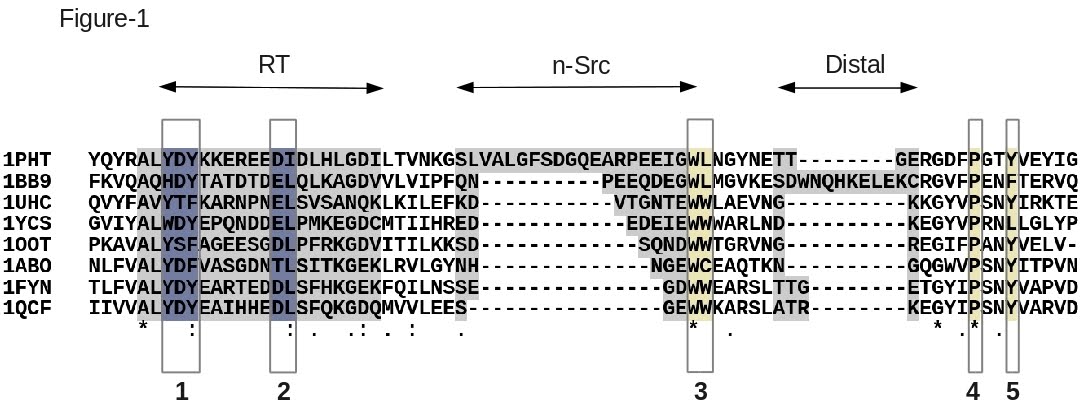 Figure-1
RT n-Src Distal
1PHT YQYRALYDYKKEREEDIDLHLGDILTVNKGSLVALGFSDGQEARPEEIGWLNGYNETT--------GERGDFPGTYVEYIG
1BB9 FKVQAQHDYTATDTDELQLKAGDVVLVIPFQN----------PEEQDEGWLMGVKESDWNQHKELEKCRGVFPENFTERVQ
1UHC QVYFAVYTFKARNPNELSVSANQKLKILEFKD-----------VTGNTEWWLAEVNG----------KKGYVPSNYIRKTE
1YCS GVIYALWDYEPQNDDELPMKEGDCMTIIHRED------------EDEIEWWWARLND----------KEGYVPRNLLGLYP
1OOT PKAVALYSFAGEESGDLPFRKGDVITILKKSD-------------SQNDWWTGRVNG----------REGIFPANYVELV-
1ABO NLFVALYDFVASGDNTLSITKGEKLRVLGYNH--------------NGEWCEAQTKN----------GQGWVPSNYITPVN
1FYN TLFVALYDYEARTEDDLSFHKGEKFQILNSSE---------------GDWWEARSLTTG--------ETGYIPSNYVAPVD
1QCF IIVVALYDYEAIHHEDLSFQKGDQMVVLEES----------------GEWWKARSLATR--------KEGYIPSNYVARVD
* : : . .: . : . * . * .* .
1 2 3 4 5